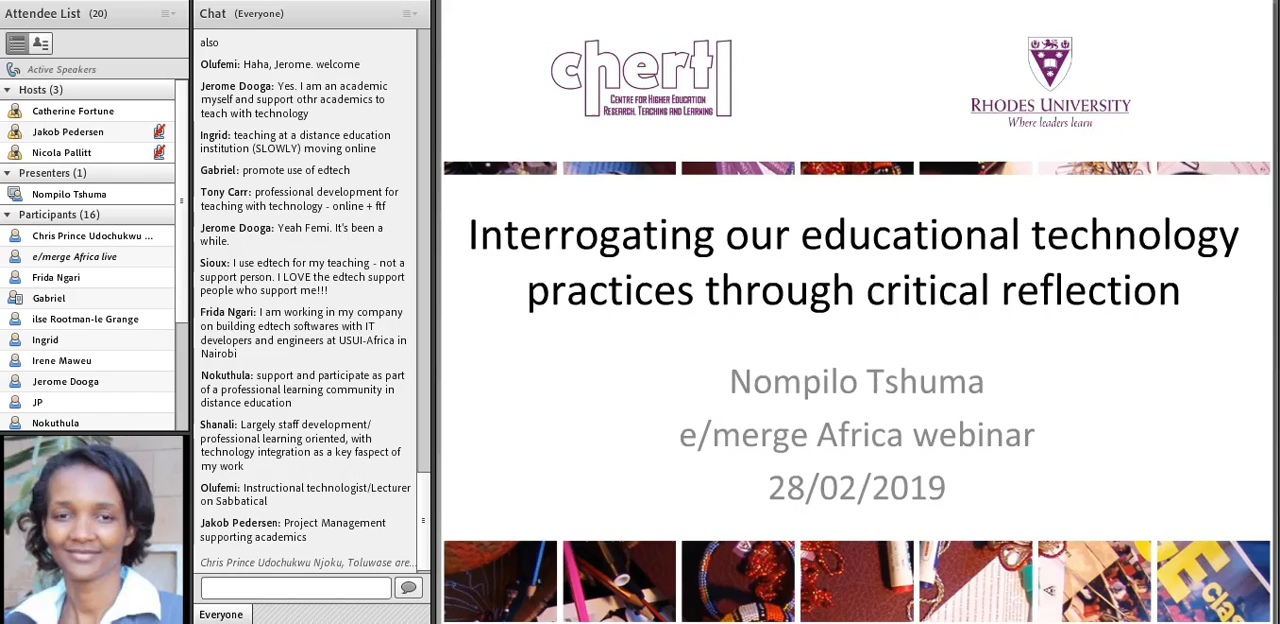 Attendee List (20)
Active Speakers
Hosts (3)
Catherine Fortune
Jakob Pedersen
Nicola Pallitt
Presenters (1)
Nompilo Tshuma
Participants (16)
Chris Prince Udochukwu ...
e/merge Africa live
Frida Ngari
Gabriel
ilse Rootman-le Grange
Ingrid
Irene Maweu
Jerome Dooga
JP
Nokuthula
Chat (Everyone)
also
Olufemi: Haha, Jerome. welcome
Jerome Dooga: Yes. I am an academic
myself and support othr academics to
teach with technology
Ingrid: teaching at a distance education
institution (SLOWLY) moving online
Gabriel: promote use of edtech
Tony Carr: professional development for
teaching with technology - online + ftf
Jerome Dooga: Yeah Femi. It's been a
while.
Sioux: I use edtech for my teaching - not a
support person. I LOVE the edtech support
people who support me!!!
Frida Ngari: I am working in my company
on building edtech softwares with IT
developers and engineers at USUI-Africa in
Nairobi
Nokuthula: support and participate as part
of a professional learning community in
distance education
Shanali: Largely staff development/
professional learning oriented, with
technology integration as a key faspect of
my work
Olufemi: Instructional technologist/Lecturer
on Sabbatical
Jakob Pedersen: Project Management
supporting academics
Chris Prince Udochukwu Njoku, Toluwase are...
Everyone
chertl
CENTRE FOR HIGHER EDUCATION
RESEARCH, TEACHING AND LEARNING
RHODES UNIVERSITY
Where leaders learn
Interrogating our educational technology
practices through critical reflection
Nompilo Tshuma
e/merge Africa webinar
28/02/2019